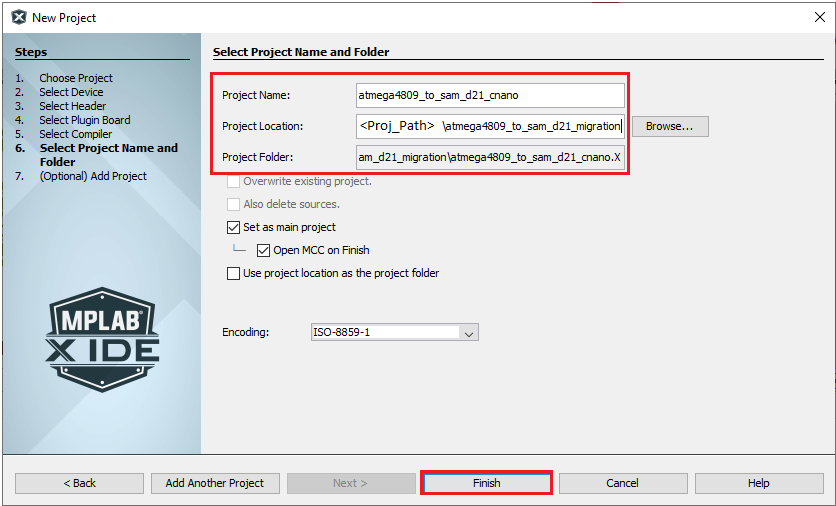 New Project
Steps
1. Choose Project
2. Select Device
3. Select Header
4. Select Plugin Board
5. Select Compiler
6. Select Project Name and
Folder
7. (Optional) Add Project
MPLAB®
X IDE
Select Project Name and Folder
Project Name: atmega4809_to_sam_d21_cnano
Project Location: <Proj_Path> \atmega4809_to_sam_d21_migration Browse...
Project Folder: am_d21_migration\atmega4809_to_sam_d21_cnano.X
Overwrite existing project.
Also delete sources.
Set as main project
Open MCC on Finish
Use project location as the project folder
Encoding: ISO-8859-1
< Back Add Another Project Next > Finish Cancel Help